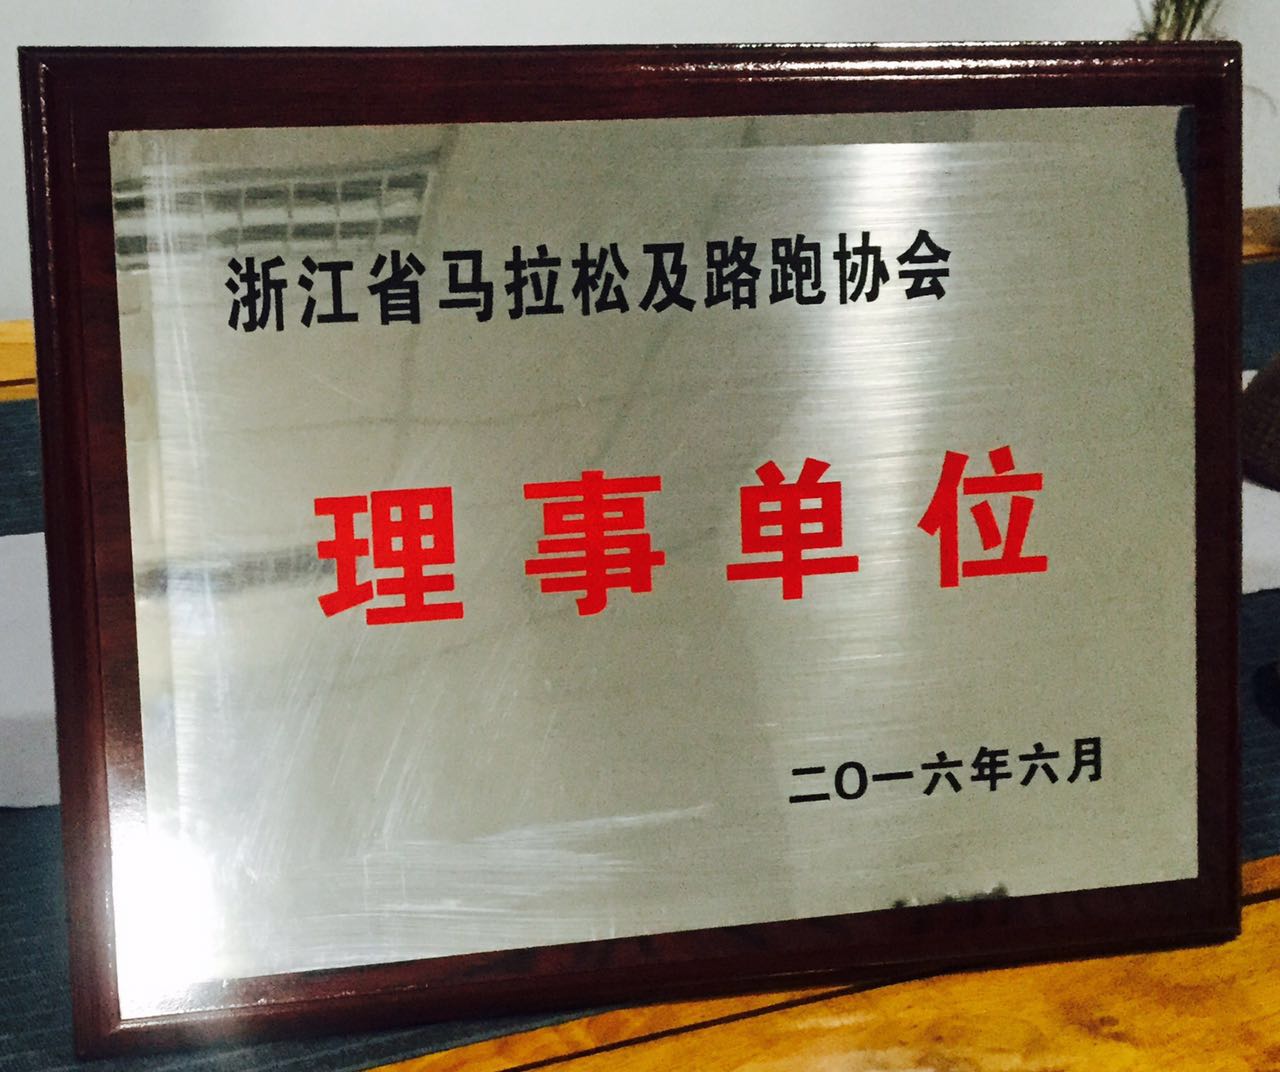 浙江省马拉松及路跑协会
理事单位
二〇一六年六月